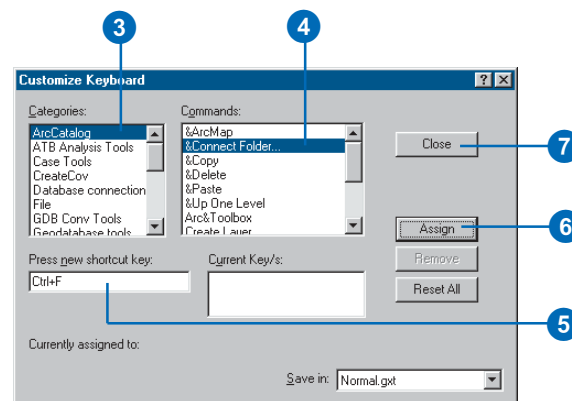 3
4
Customize Keyboard
Categories:
Commands:
ArcCatalog
ATB Analysis Tools
Case Tools
CreateCov
Database connection
File
GDB Conv Tools
Geodatabase tools
&ArcMap
&Connect Folder...
&Copy
&Delete
&Paste
&Up One Level
Arc&Toolbox
Create Layer
Close
7
Assign
6
Remove
Reset All
Press new shortcut key:
Ctrl+F
Current Key/s:
5
Currently assigned to:
Save in:
Normal.gxt